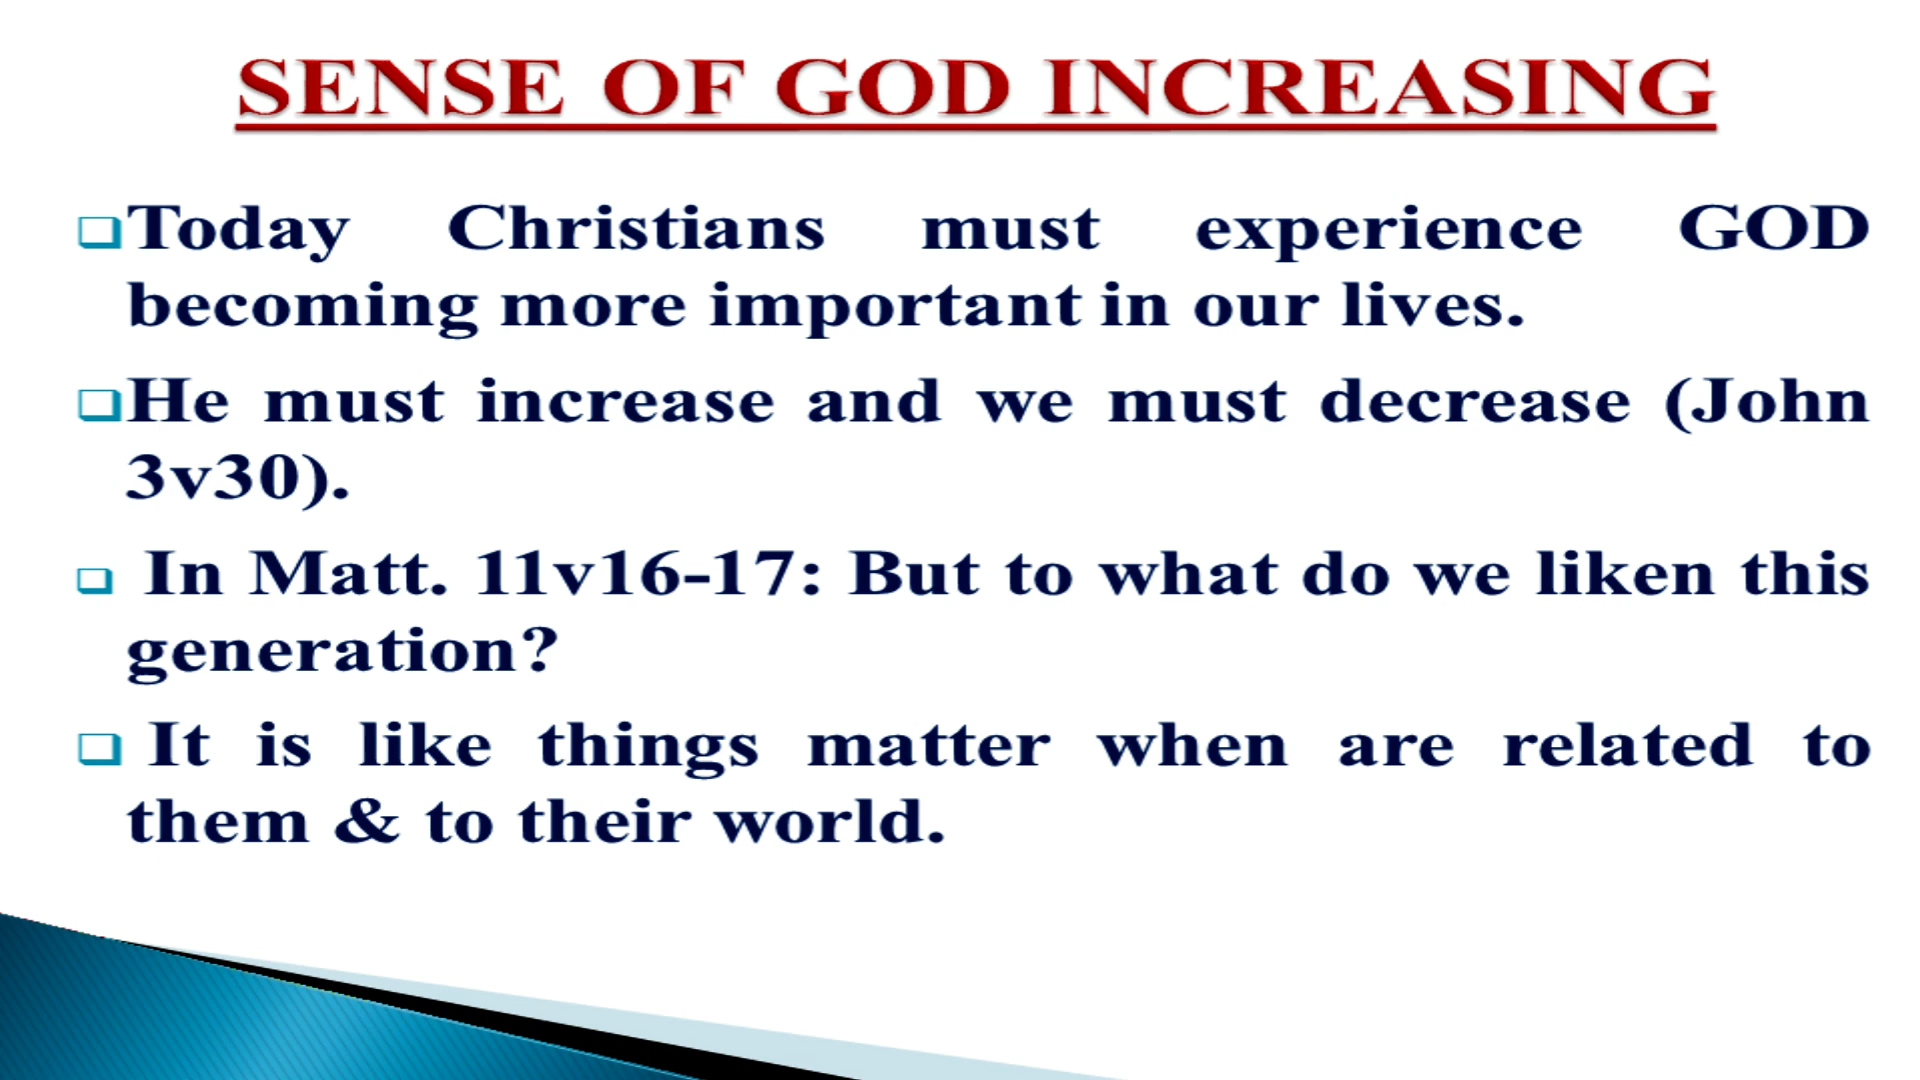 SENSE OF GOD INCREASING
Today Christians must experience GOD
becoming more important in our lives.
He must increase and we must decrease (John
3v30).
In Matt. 11v16-17: But to what do we liken this
generation?
It is like things matter when are related to
them & to their world.